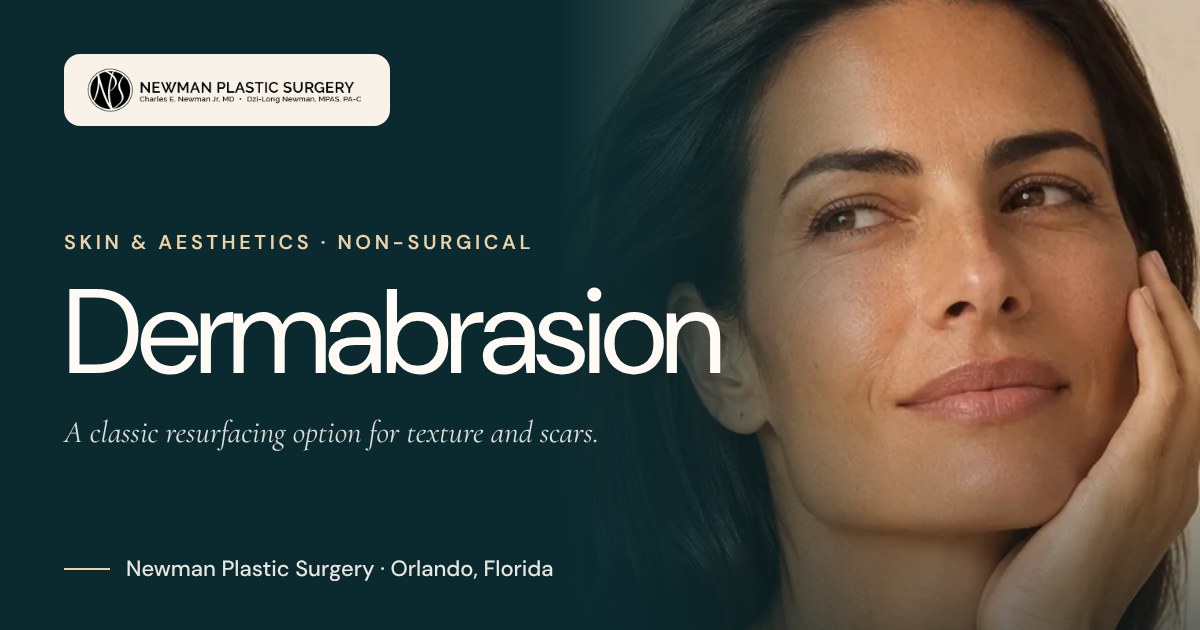 NPS
NEWMAN PLASTIC SURGERY
Charles E. Newman Jr, MD • Dzi-Long Newman, MPAS, PA-C
SKIN & AESTHETICS · NON-SURGICAL
Dermabrasion
A classic resurfacing option for texture and scars.
Newman Plastic Surgery · Orlando, Florida